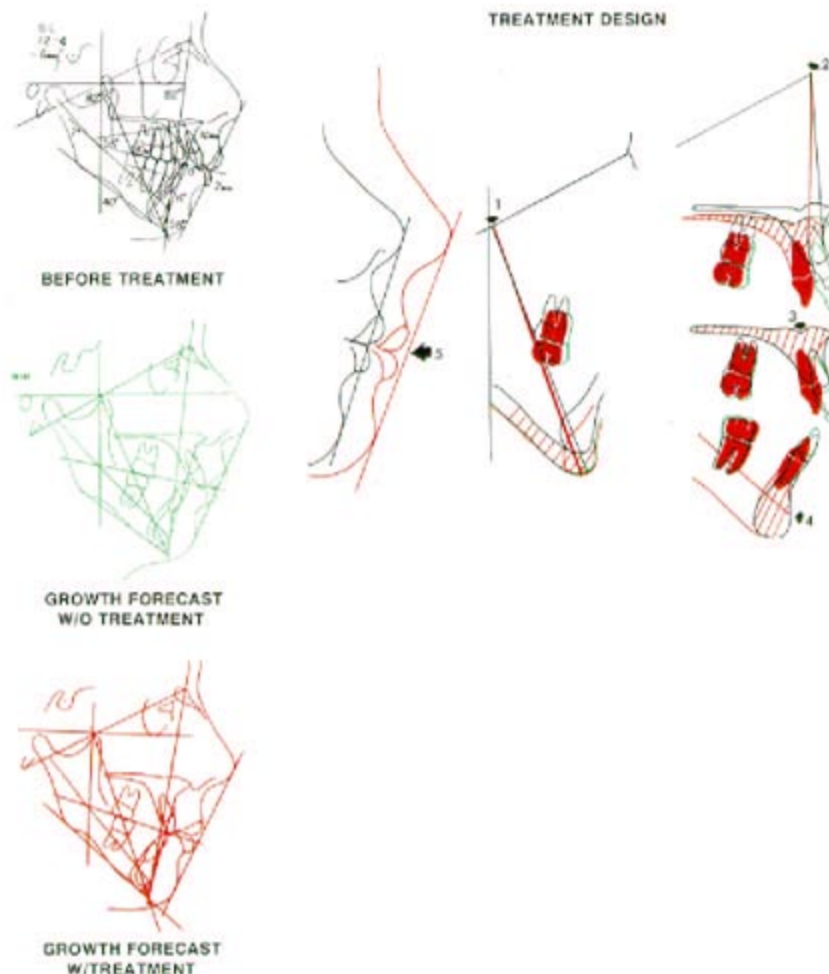 TREATMENT DESIGN
BEFORE TREATMENT
GROWTH FORECAST
W/O TREATMENT
GROWTH FORECAST
W/TREATMENT
1
2
3
4
5